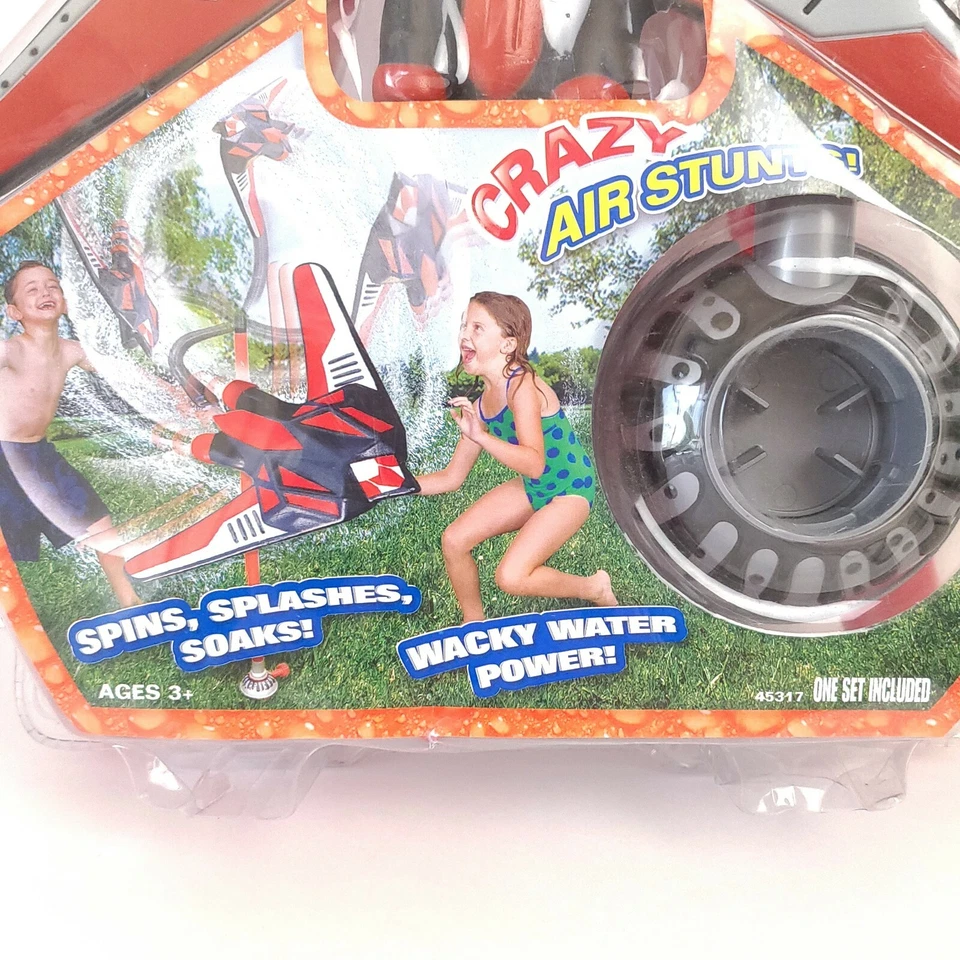 CRAZY
AIR STUNTS!
SPINS, SPLASHES,
SOAKS!
WACKY WATER
POWER!
AGES 3+
45317 ONE SET INCLUDED